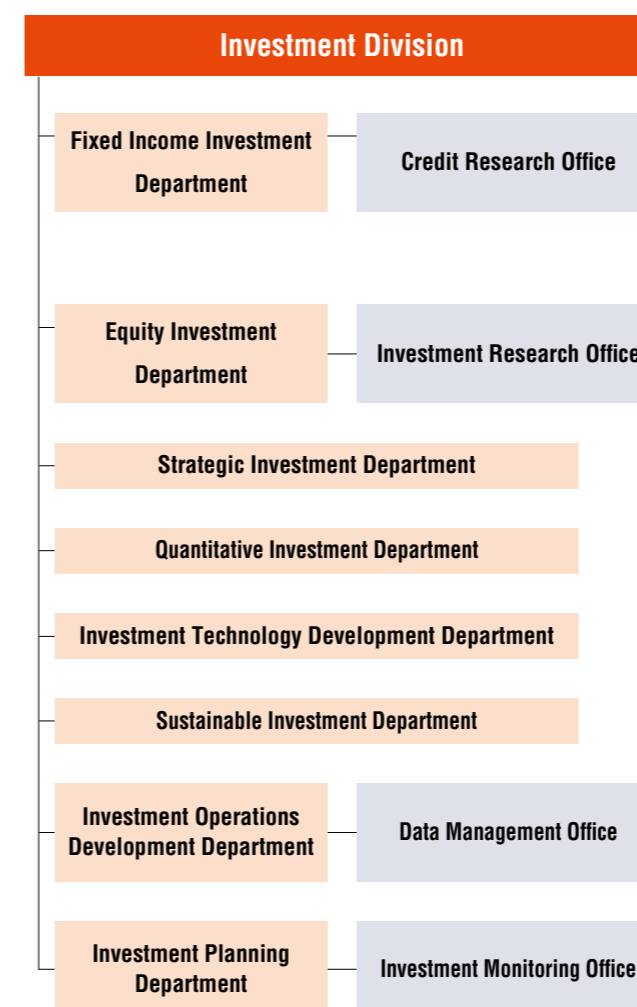 Investment Division
Fixed Income Investment
Department
Credit Research Office
Equity Investment
Department
Investment Research Office
Strategic Investment Department
Quantitative Investment Department
Investment Technology Development Department
Sustainable Investment Department
Investment Operations
Development Department
Data Management Office
Investment Planning
Department
Investment Monitoring Office